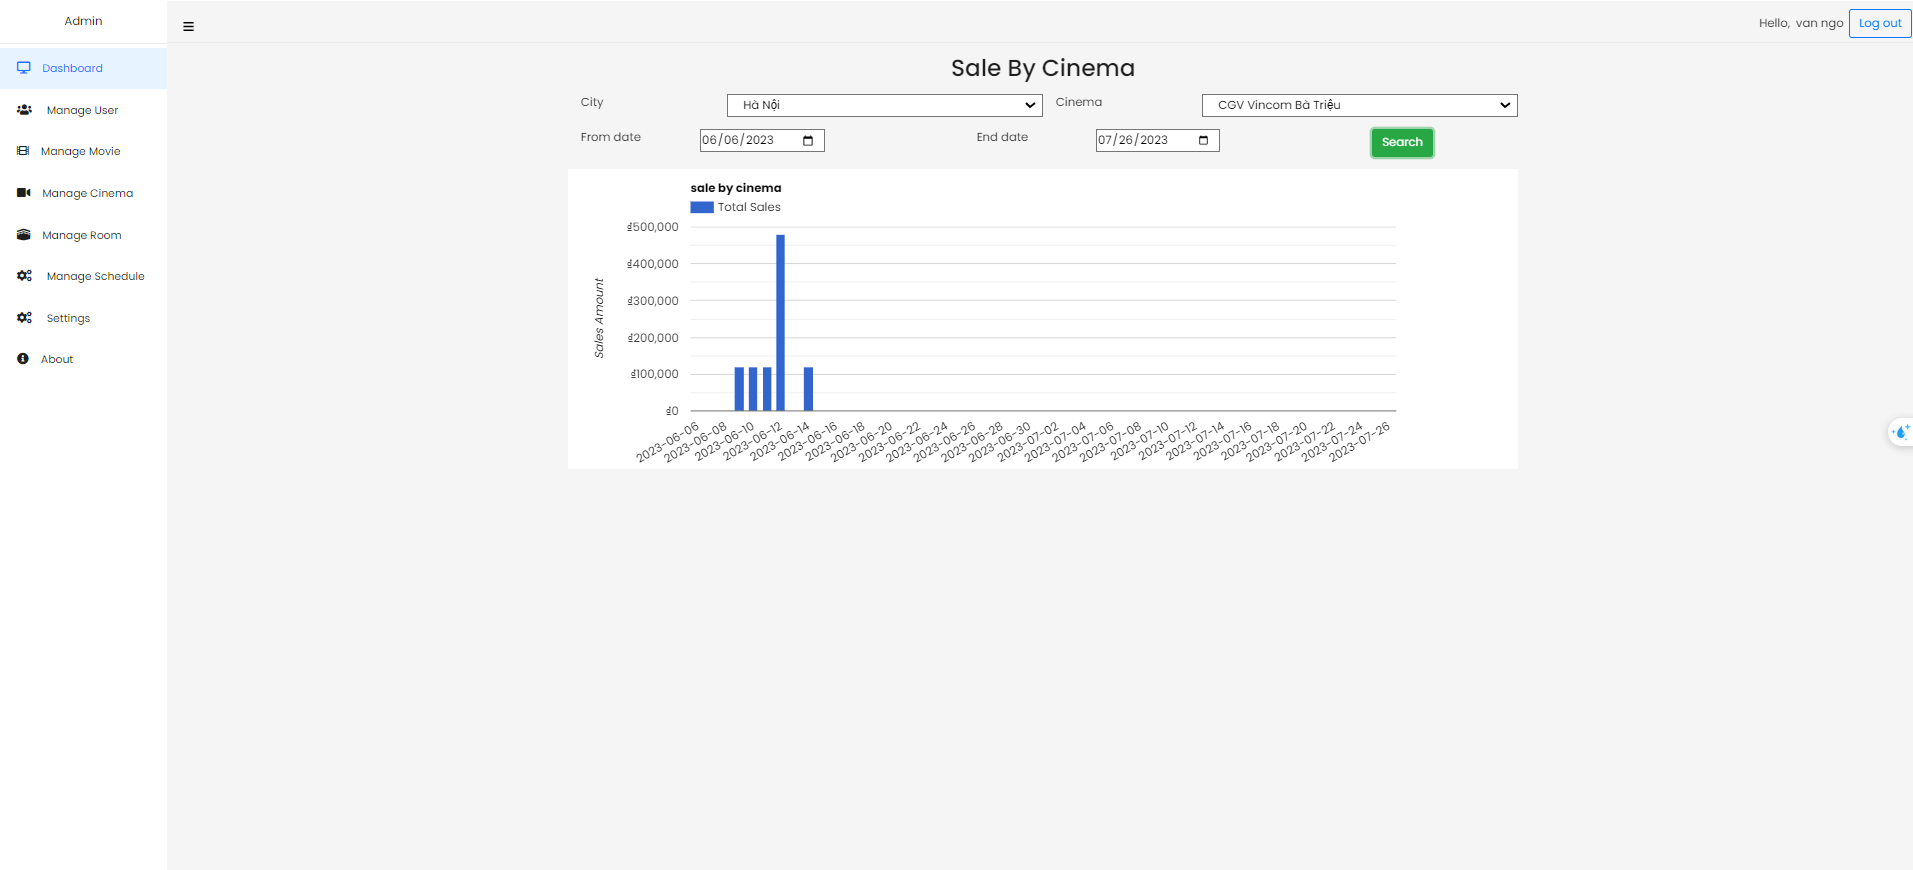 Admin
Hello, van ngo Log out
Dashboard
Manage User
Manage Movie
Manage Cinema
Manage Room
Manage Schedule
Settings
About
Sale By Cinema
City Hà Nội Cinema CGV Vincom Bà Triệu
From date 06/06/2023 End date 07/26/2023 Search
sale by cinema
Total Sales
Sales Amount
₫500,000
₫400,000
₫300,000
₫200,000
₫100,000
₫0
2023-06-06
2023-06-08
2023-06-10
2023-06-12
2023-06-14
2023-06-16
2023-06-18
2023-06-20
2023-06-22
2023-06-24
2023-06-26
2023-06-28
2023-06-30
2023-07-02
2023-07-04
2023-07-06
2023-07-08
2023-07-10
2023-07-12
2023-07-14
2023-07-16
2023-07-18
2023-07-20
2023-07-22
2023-07-24
2023-07-26